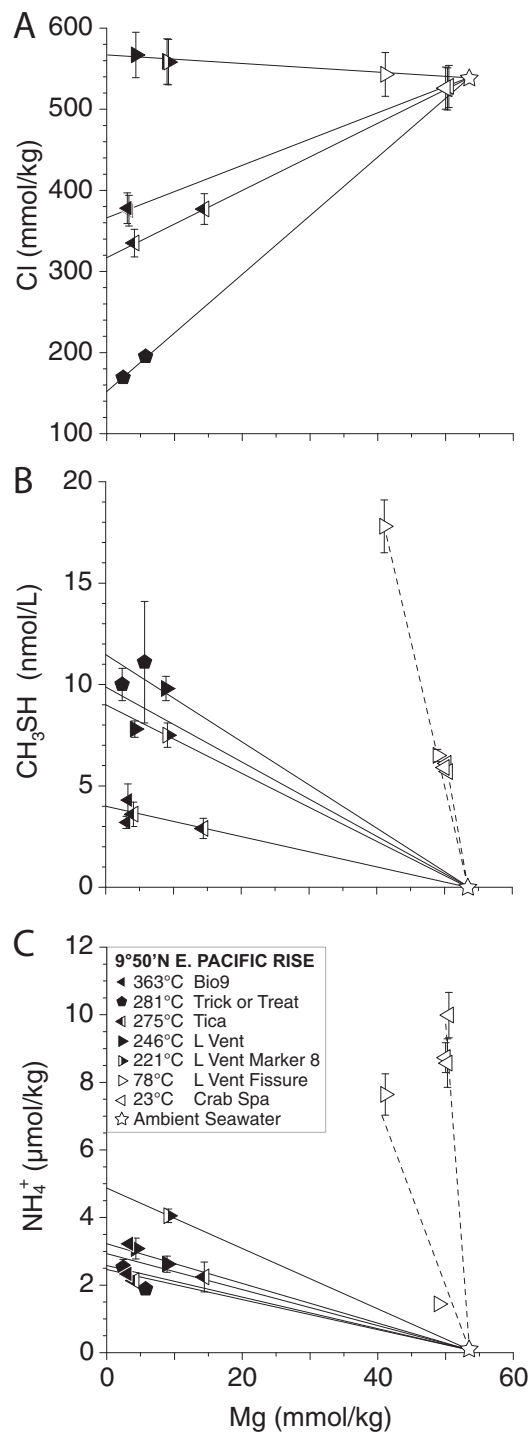 A
600
500
400
300
200
100
Cl (mmol/kg)
B
20
15
10
5
0
CH₃SH (nmol/L)
C
12
10
8
6
4
2
0
NH₄⁺ (μmol/kg)
9°50'N E. PACIFIC RISE
363°C Bio9
281°C Trick or Treat
275°C Tica
246°C L Vent
221°C L Vent Marker 8
78°C L Vent Fissure
23°C Crab Spa
Ambient Seawater
0 20 40 60
Mg (mmol/kg)